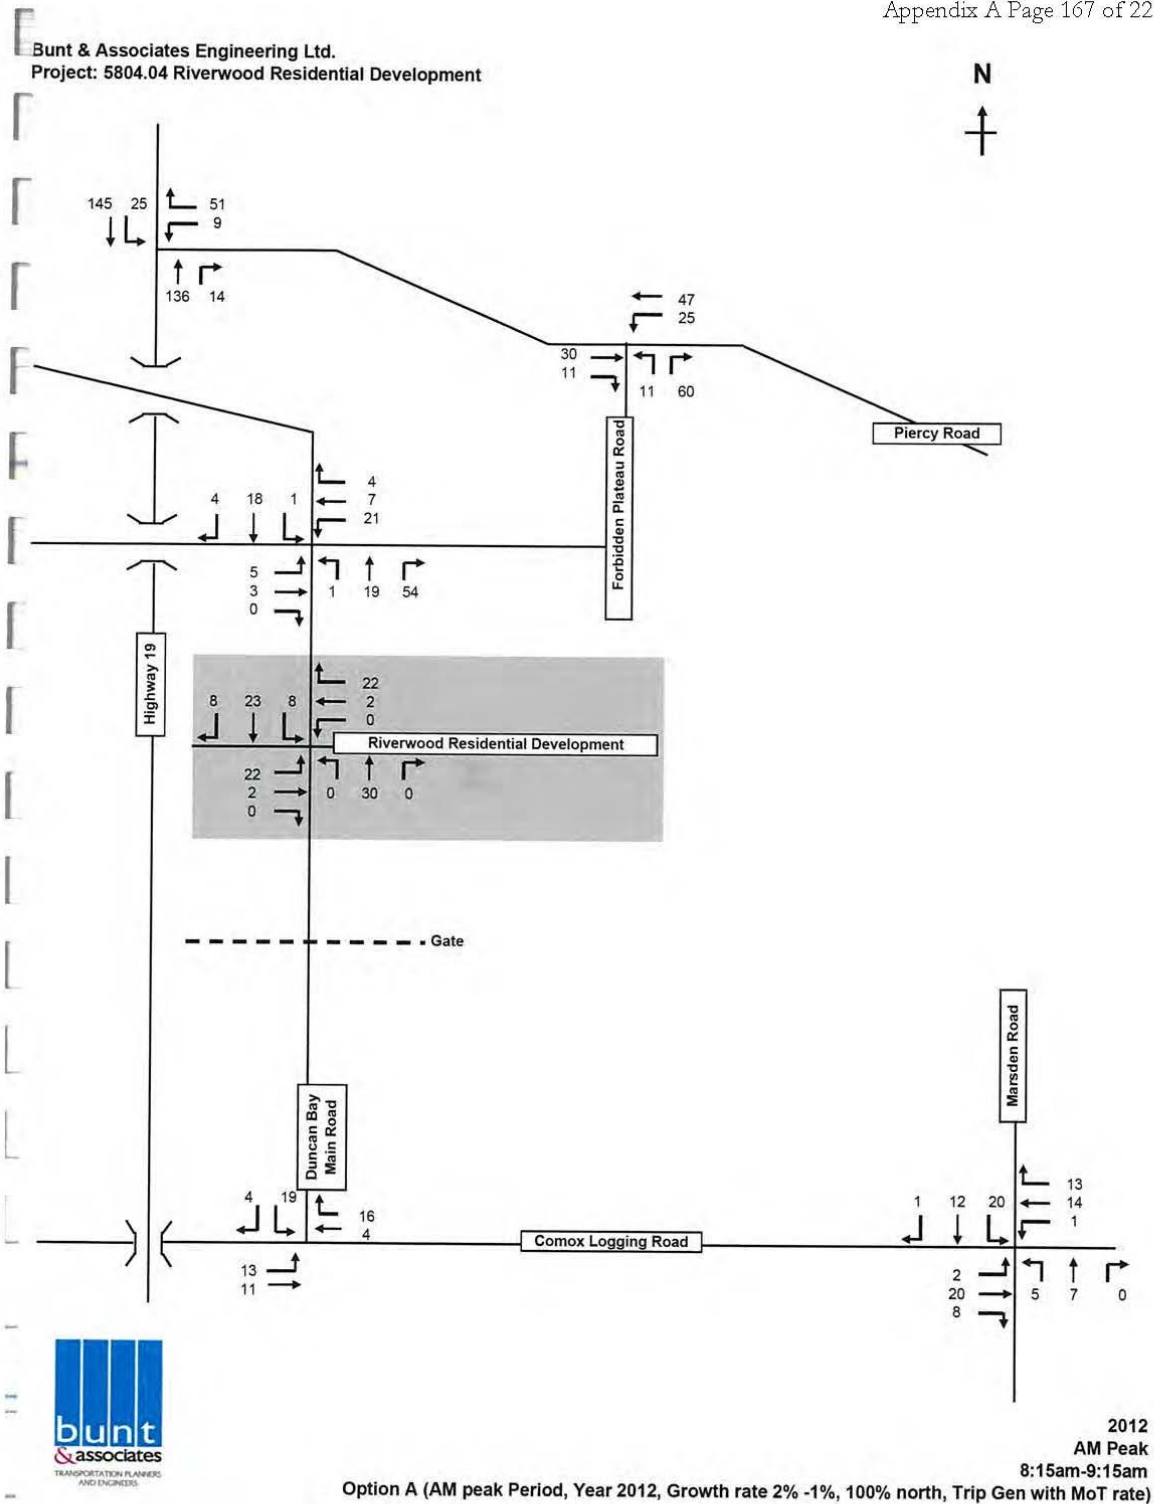 Appendix A Page 167 of 22
Bunt & Associates Engineering Ltd.
Project: 5804.04 Riverwood Residential Development
N
145 25 51
9
136 14
47
25
30
11
11 60
Piercy Road
Forbidden Plateau Road
4
4 18 1 7
21
5
3 1 19 54
0
Highway 19
22
8 23 8 2
0
Riverwood Residential Development
22
2 0 30 0
0
Gate
Marsden Road
Duncan Bay
Main Road
4 19
16
4
13
11
Comox Logging Road
13
1 12 20 14
1
2
20 5 7 0
8
bunt
& associates
TRANSPORTATION PLANNERS
AND ENGINEERS
2012
AM Peak
8:15am-9:15am
Option A (AM peak Period, Year 2012, Growth rate 2% -1%, 100% north, Trip Gen with MoT rate)